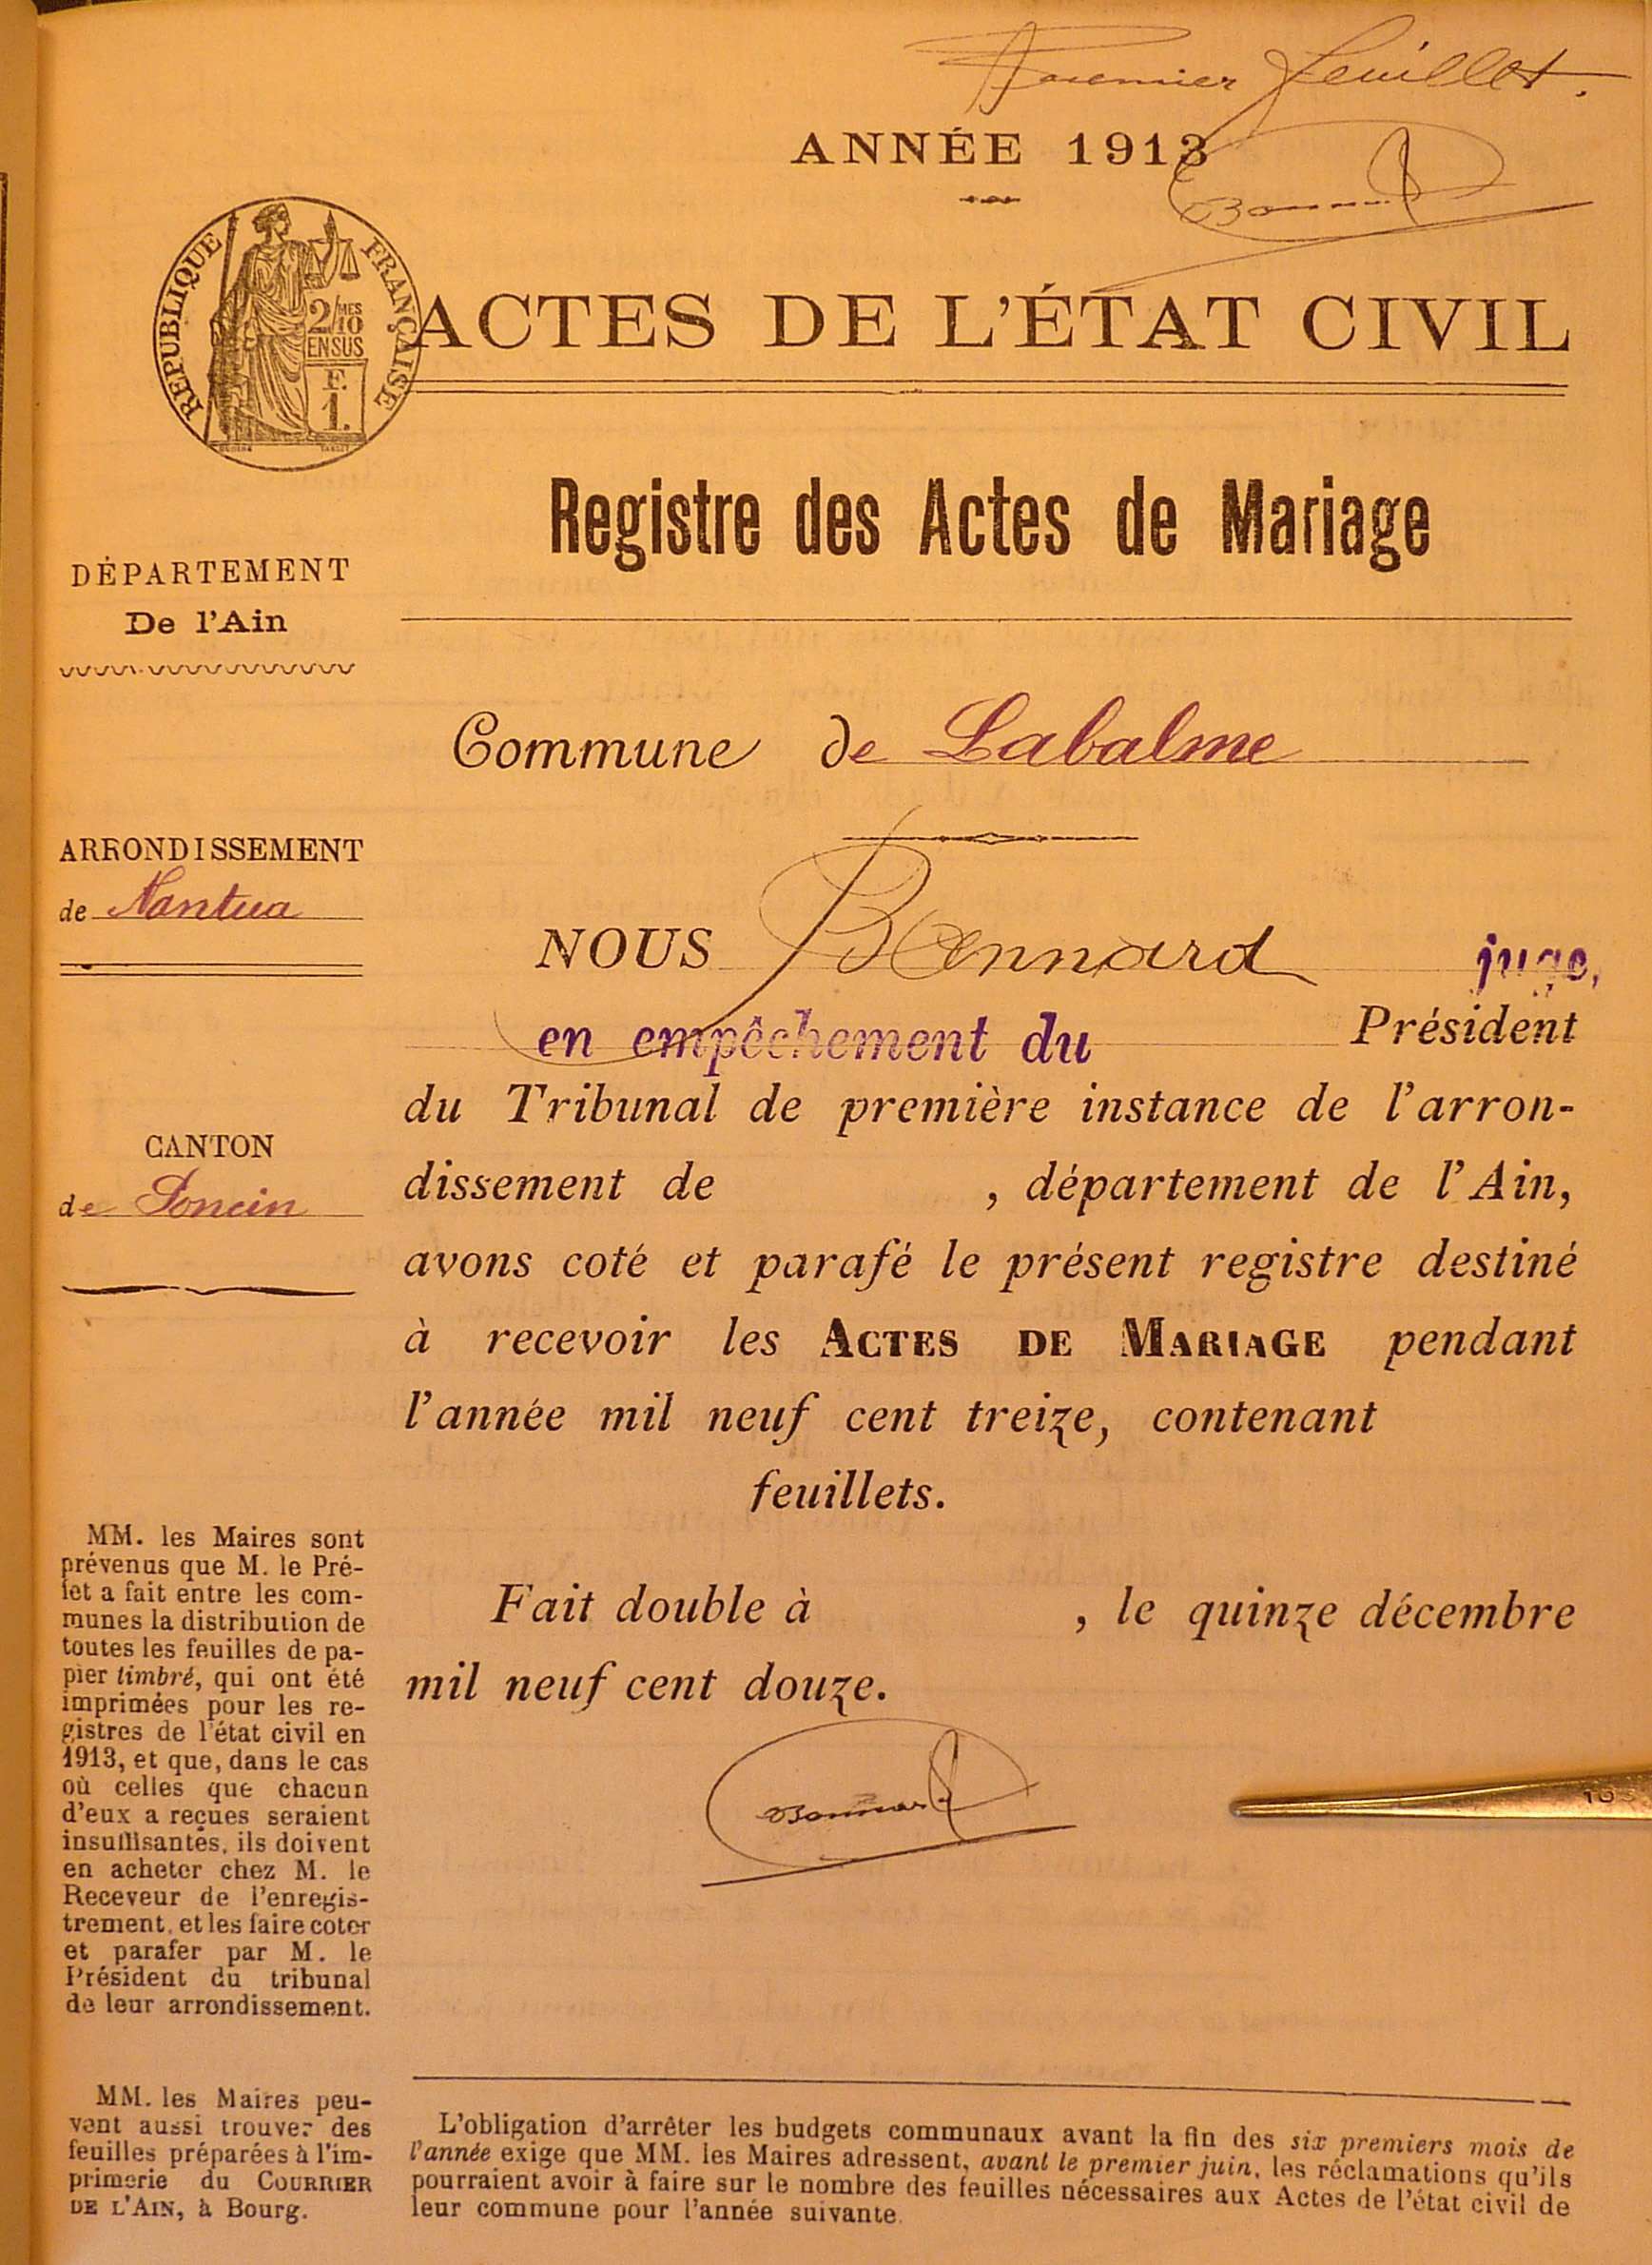 Premier feuillet.
ANNÉE 1913
Bonnard
RÉPUBLIQUE FRANÇAISE
2/10 MES
EN SUS
F.
1.
ACTES DE L'ÉTAT CIVIL
Registre des Actes de Mariage
DÉPARTEMENT
De l'Ain
Commune de Labalme
ARRONDISSEMENT
de Nantua
CANTON
de Poncin
NOUS Bonnard juge,
en empêchement du Président
du Tribunal de première instance de l'arron-
dissement de , département de l'Ain,
avons coté et parafé le présent registre destiné
à recevoir les ACTES DE MARIAGE pendant
l'année mil neuf cent treize, contenant
feuillets.
Fait double à , le quinze décembre
mil neuf cent douze.
Bonnard
MM. les Maires sont
prévenus que M. le Pré-
fet a fait entre les com-
munes la distribution de
toutes les feuilles de pa-
pier timbré, qui ont été
imprimées pour les re-
gistres de l'état civil en
1913, et que, dans le cas
où celles que chacun
d'eux a reçues seraient
insuffisantes, ils doivent
en acheter chez M. le
Receveur de l'enregis-
trement, et les faire coter
et parafer par M. le
Président du tribunal
de leur arrondissement.
MM. les Maires peu-
vent aussi trouver des
feuilles préparées à l'im-
primerie du COURRIER
DE L'AIN, à Bourg.
L'obligation d'arrêter les budgets communaux avant la fin des six premiers mois de
l'année exige que MM. les Maires adressent, avant le premier juin, les réclamations qu'ils
pourraient avoir à faire sur le nombre des feuilles nécessaires aux Actes de l'état civil de
leur commune pour l'année suivante.